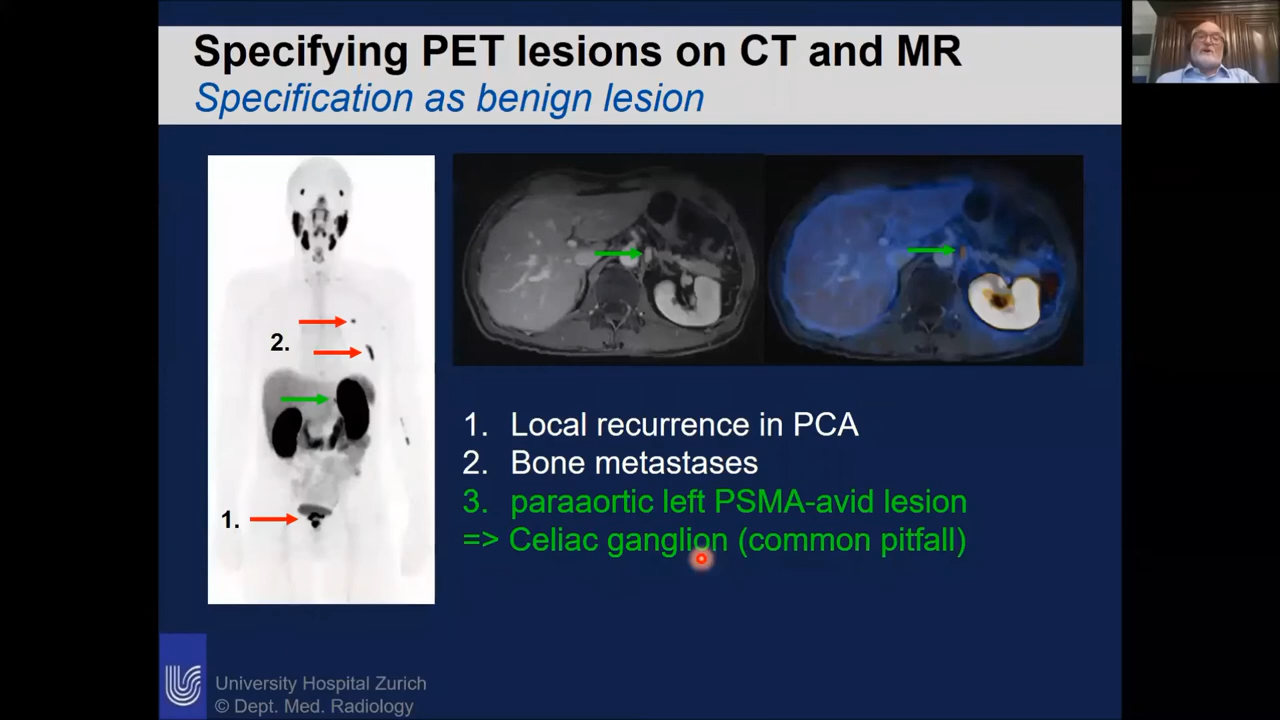 Specifying PET lesions on CT and MR
Specification as benign lesion
2.
1.
1. Local recurrence in PCA
2. Bone metastases
3. paraaortic left PSMA-avid lesion
=> Celiac ganglion (common pitfall)
University Hospital Zurich
© Dept. Med. Radiology